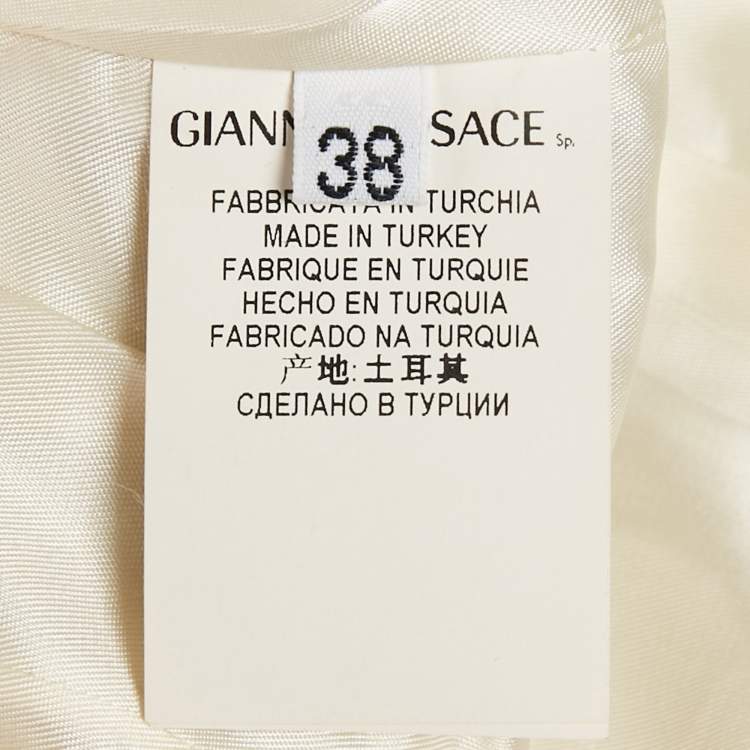 GIANN SACE Sp.
38
FABBRICATA IN TURCHIA
MADE IN TURKEY
FABRIQUE EN TURQUIE
HECHO EN TURQUIA
FABRICADO NA TURQUIA
产地:土耳其
СДЕЛАНО В ТУРЦИИ